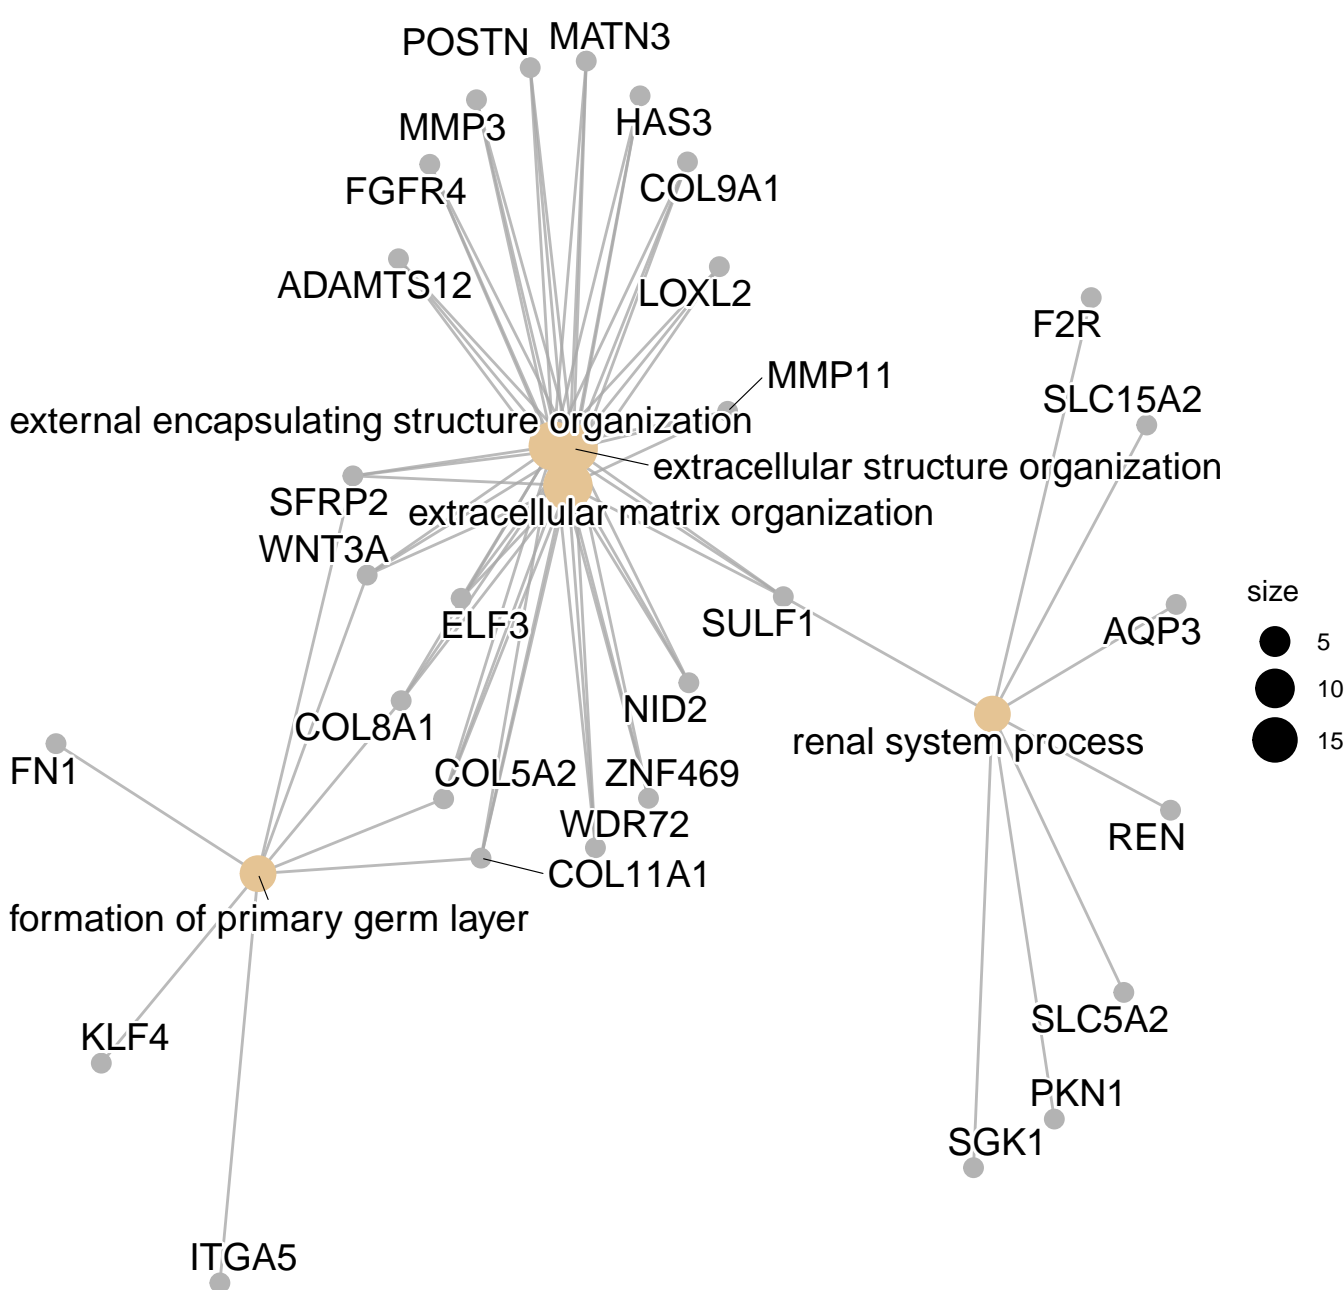 POSTN
MATN3
MMP3
HAS3
FGFR4
COL9A1
ADAMTS12
LOXL2
F2R
MMP11
SLC15A2
external encapsulating structure organization
extracellular structure organization
SFRP2
extracellular matrix organization
WNT3A
ELF3
SULF1
AQP3
size
5
10
15
NID2
COL8A1
renal system process
FN1
COL5A2
ZNF469
WDR72
REN
COL11A1
formation of primary germ layer
SLC5A2
KLF4
PKN1
SGK1
ITGA5